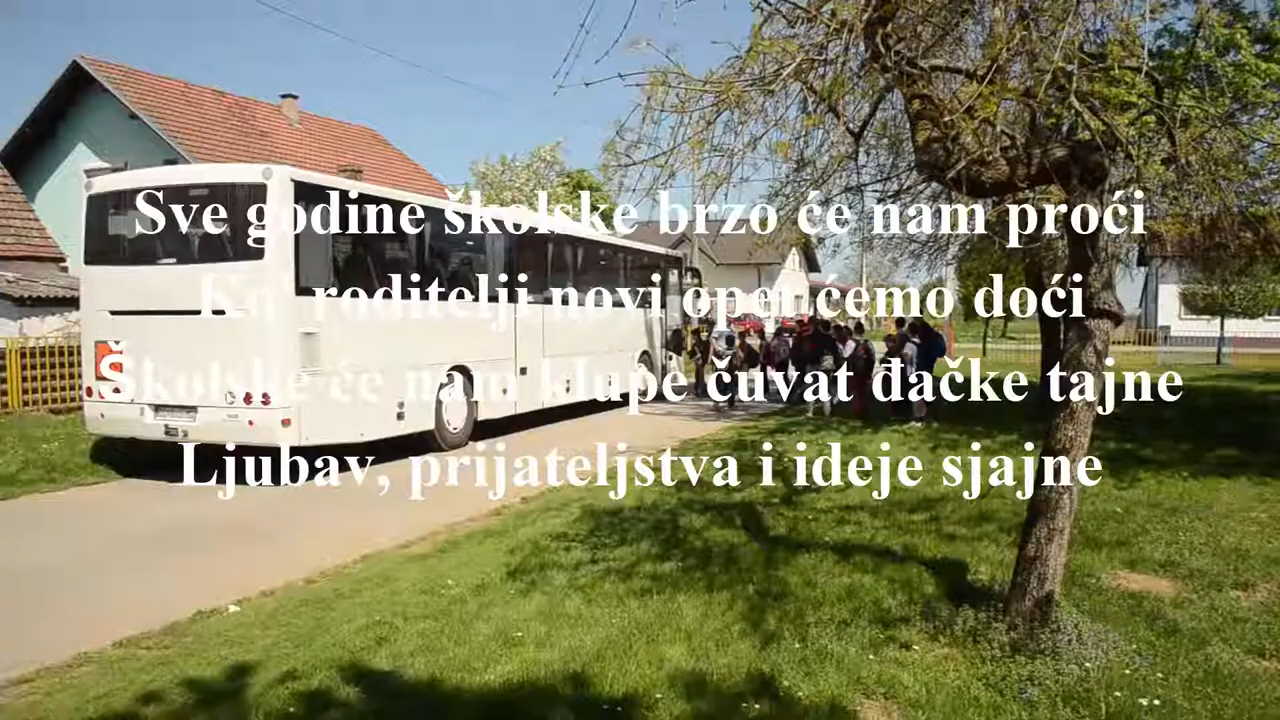 Sve godine školske brzo će nam proći
Ko roditelji novi opet ćemo doći
Školske će nam klupe čuvat đačke tajne
Ljubav, prijateljstva i ideje sjajne